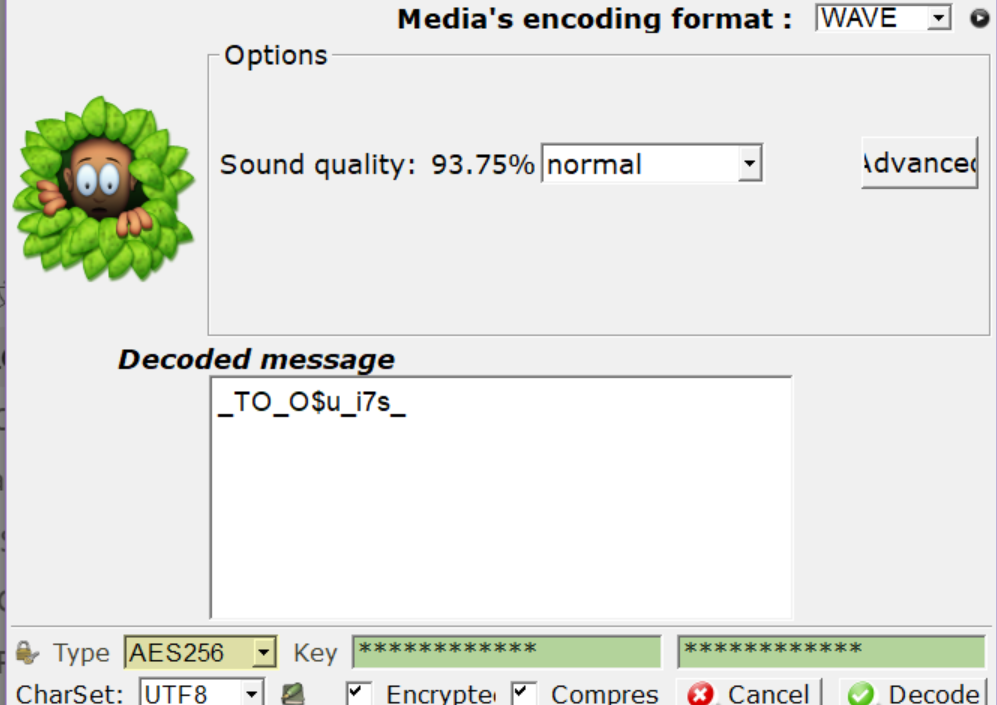 Media's encoding format : WAVE
Options
Sound quality: 93.75% normal Advanced
Decoded message
_TO_O$u_i7s_
Type AES256 Key ************ ************
CharSet: UTF8 Encrypte Compres Cancel Decode